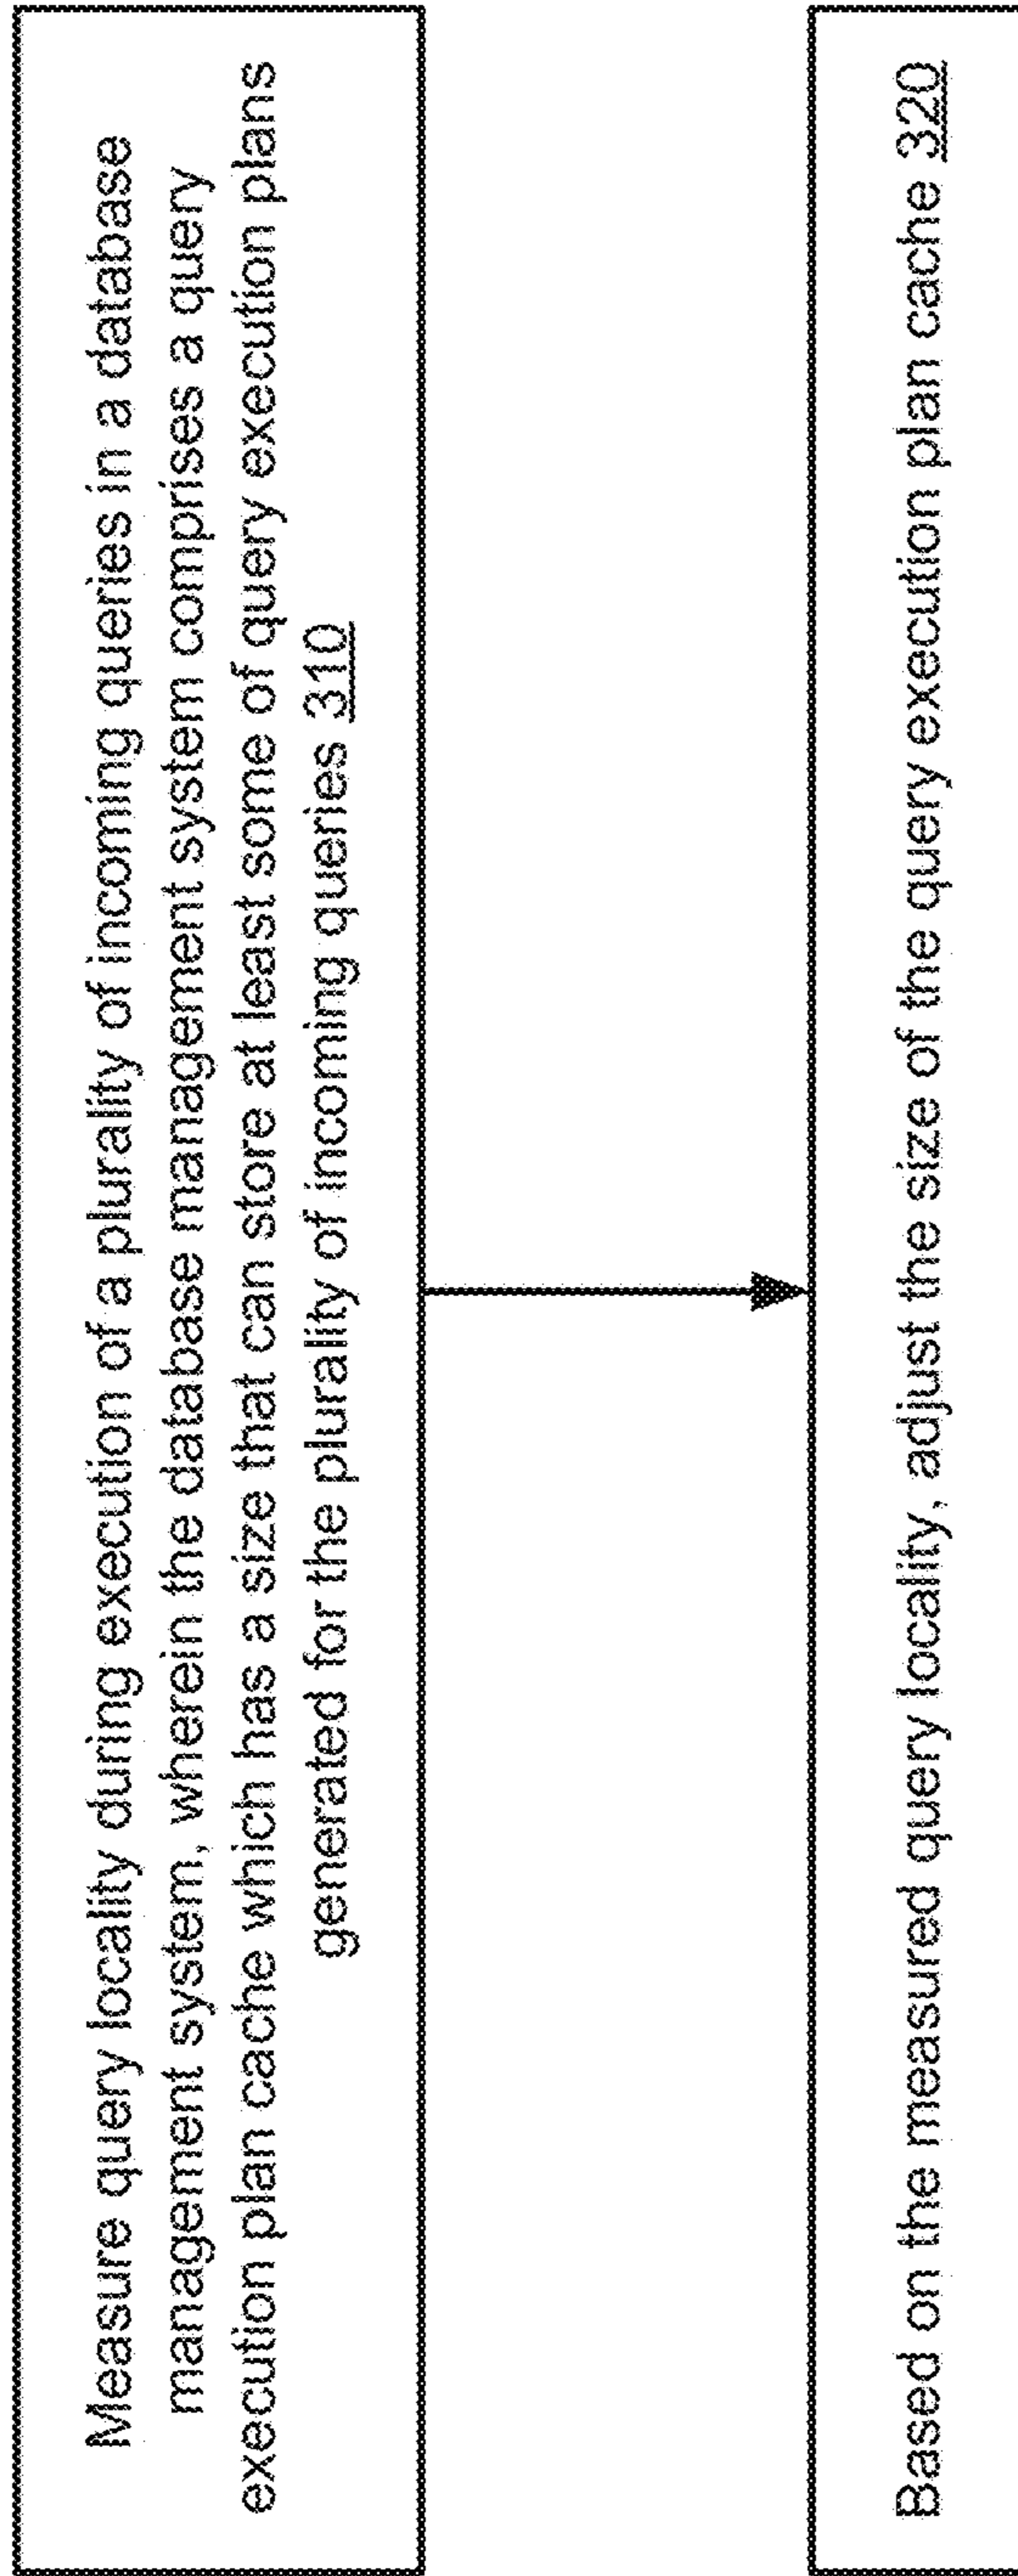 Measure query locality during execution of a plurality of incoming queries in a database
management system, wherein the database management system comprises a query
execution plan cache which has a size that can store at least some of query execution plans
generated for the plurality of incoming queries 310
Based on the measured query locality, adjust the size of the query execution plan cache 320